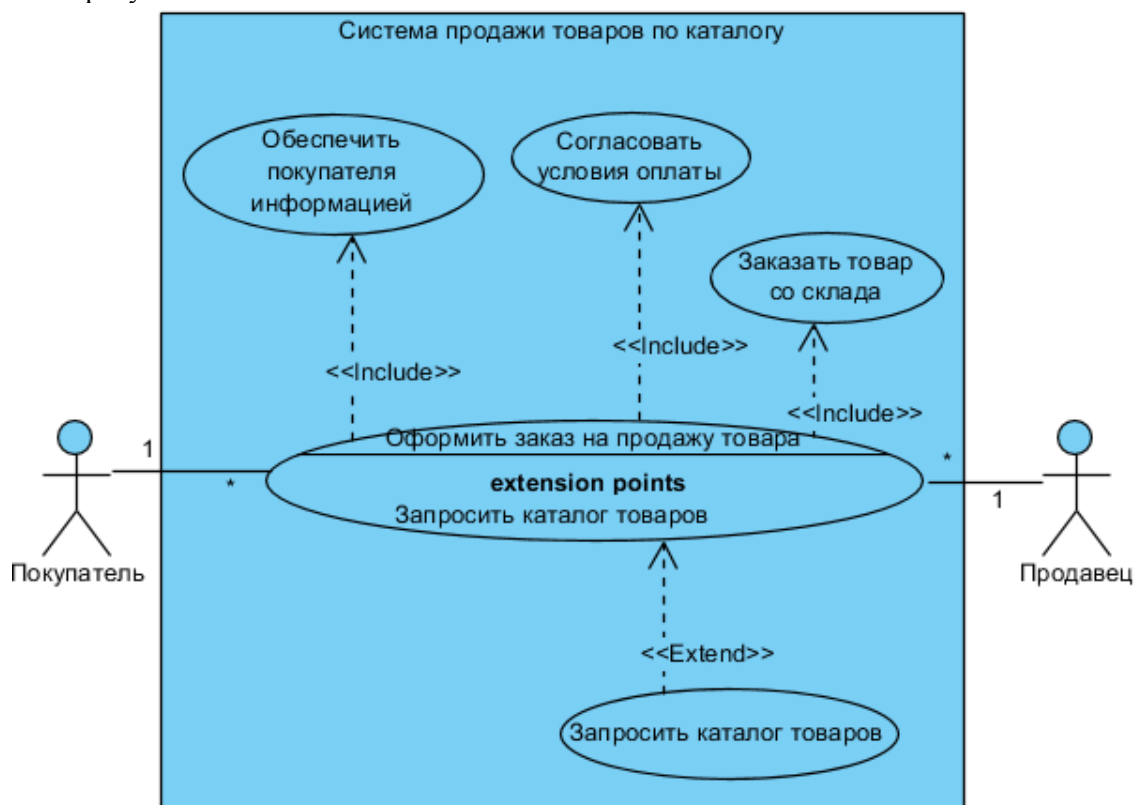 Система продажи товаров по каталогу
Обеспечить
покупателя
информацией
Согласовать
условия оплаты
Заказать товар
со склада
<<Include>>
<<Include>>
<<Include>>
Оформить заказ на продажу товара
extension points
Запросить каталог товаров
1
*
*
1
Покупатель
Продавец
<<Extend>>
Запросить каталог товаров